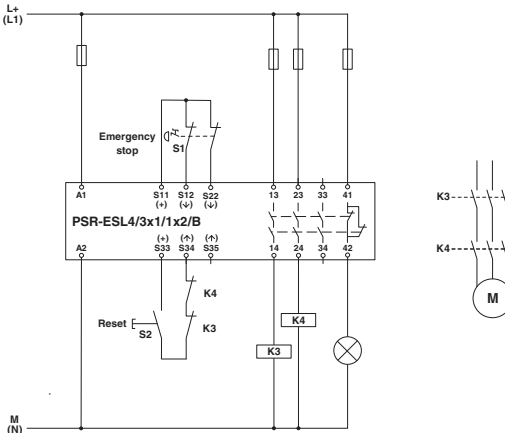 L+
(L1)
Emergency
stop
S1
A1
S11
S12
S22
13
23
33
41
(+)
(↓)
(↓)
PSR-ESL4/3x1/1x2/B
(+)
(↑)
(↑)
A2
S33
S34
S35
14
24
34
42
K4
Reset
S2
K3
K4
K3
M
(N)
K3
K4
M